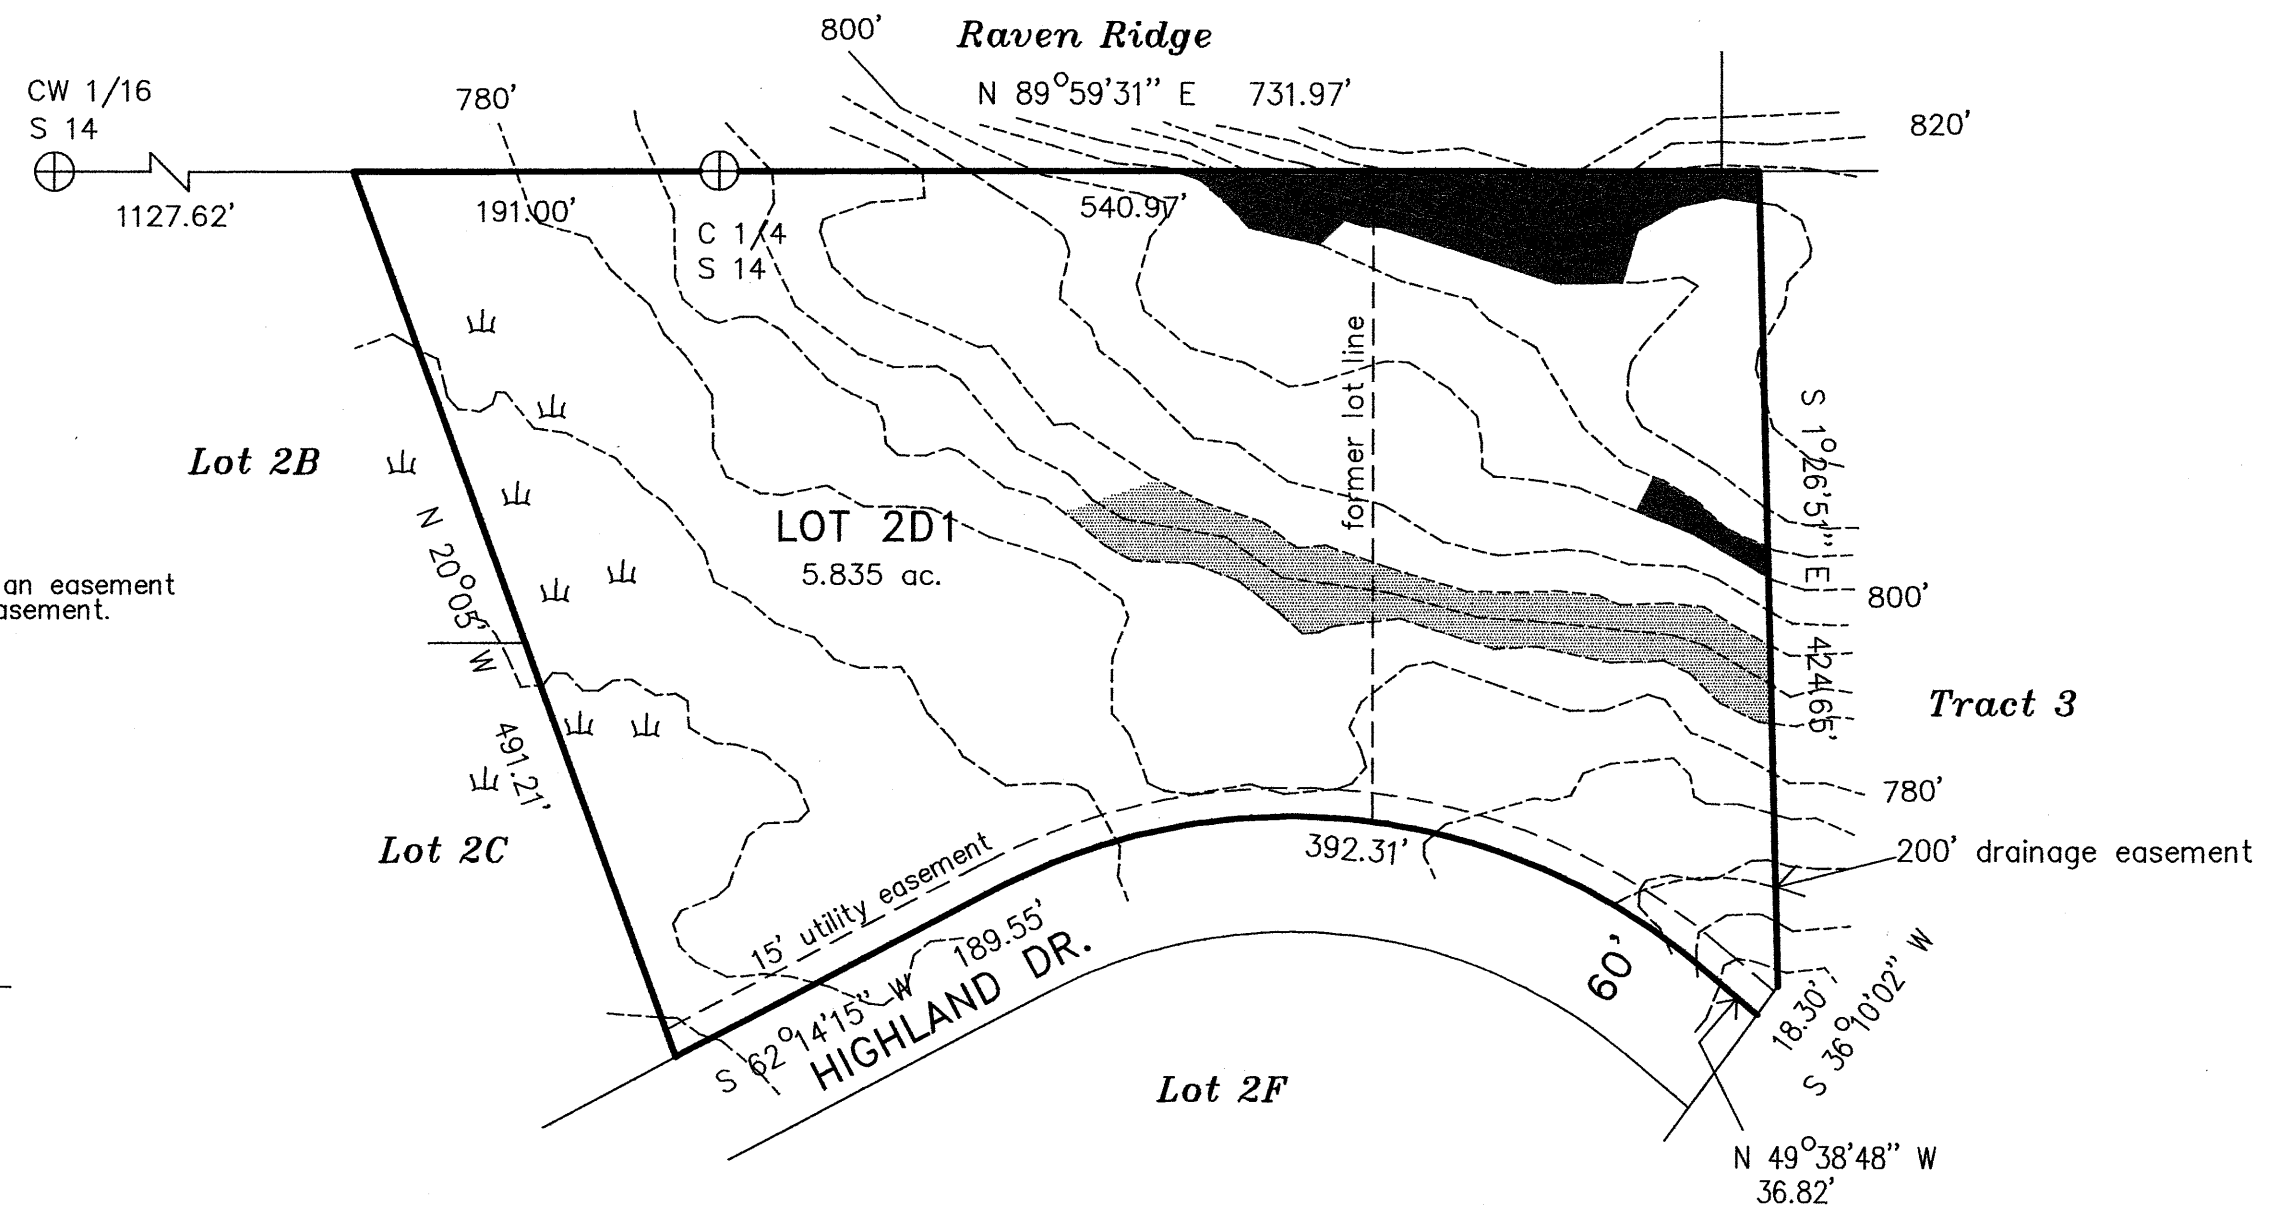 800'
Raven Ridge
CW 1/16
S 14
780'
N 89°59'31" E 731.97'
820'
1127.62'
191.00'
540.97'
C 1/4
S 14
former lot line
S 1°26'51" E 424.65'
Lot 2B
N 20°05' W 491.21'
LOT 2D1
5.835 ac.
an easement
asement.
800'
Tract 3
780'
Lot 2C
15' utility easement
392.31'
200' drainage easement
S 62°14'15" W 189.55'
HIGHLAND DR.
60'
18.30'
S 36°10'02" W
Lot 2F
N 49°38'48" W
36.82'